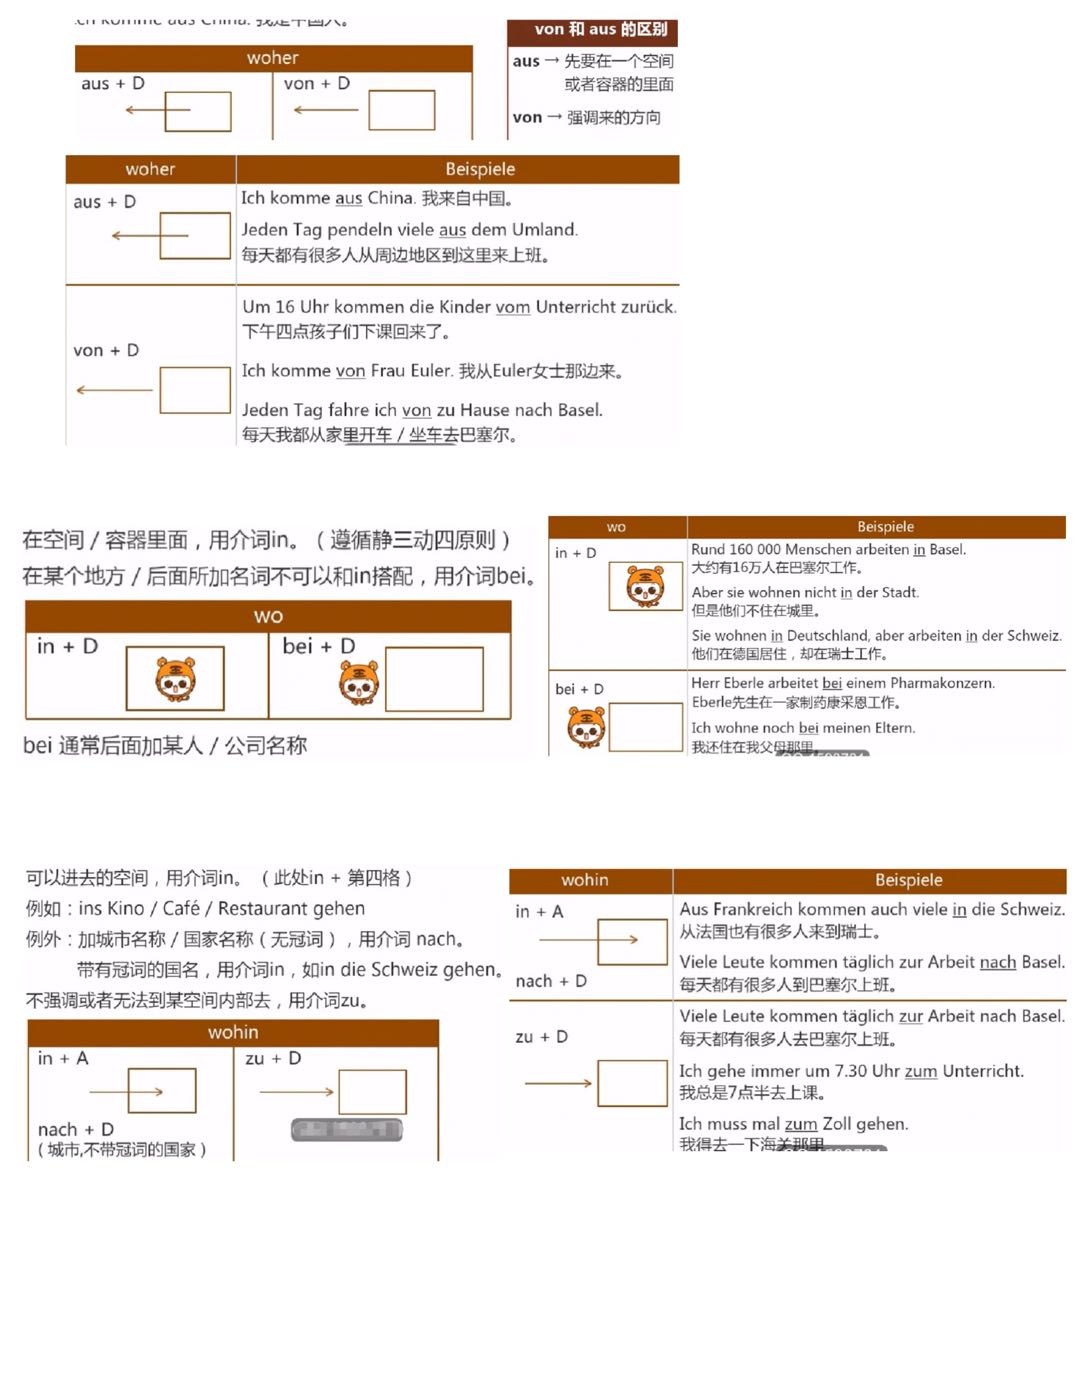 komme aus China. 我是中国人。
woher
aus + D
von + D
von 和 aus 的区别
aus → 先要在一个空间
或者容器的里面
von → 强调来的方向
woher
Beispiele
aus + D
Ich komme aus China. 我来自中国。
Jeden Tag pendeln viele aus dem Umland.
每天都有很多人从周边地区到这里来上班。
von + D
Um 16 Uhr kommen die Kinder vom Unterricht zurück.
下午四点孩子们下课回来了。
Ich komme von Frau Euler. 我从Euler女士那边来。
Jeden Tag fahre ich von zu Hause nach Basel.
每天我都从家里开车 / 坐车去巴塞尔。
在空间 / 容器里面，用介词in。（遵循静三动四原则）
在某个地方 / 后面所加名词不可以和in搭配，用介词bei。
wo
in + D
bei + D
bei 通常后面加某人 / 公司名称
wo
Beispiele
in + D
Rund 160 000 Menschen arbeiten in Basel.
大约有16万人在巴塞尔工作。
Aber sie wohnen nicht in der Stadt.
但是他们不住在城里。
Sie wohnen in Deutschland, aber arbeiten in der Schweiz.
他们在德国居住，却在瑞士工作。
bei + D
Herr Eberle arbeitet bei einem Pharmakonzern.
Eberle先生在一家制药康采恩工作。
Ich wohne noch bei meinen Eltern.
我还住在我父母那里
可以进去的空间，用介词in。（此处in + 第四格）
例如：ins Kino / Café / Restaurant gehen
例外：加城市名称 / 国家名称（无冠词），用介词 nach。
带有冠词的国名，用介词in，如in die Schweiz gehen。
不强调或者无法到某空间内部去，用介词zu。
wohin
in + A
zu + D
nach + D
（城市,不带冠词的国家）
wohin
Beispiele
in + A
Aus Frankreich kommen auch viele in die Schweiz.
从法国也有很多人来到瑞士。
nach + D
Viele Leute kommen täglich zur Arbeit nach Basel.
每天都有很多人到巴塞尔上班。
zu + D
Viele Leute kommen täglich zur Arbeit nach Basel.
每天都有很多人去巴塞尔上班。
Ich gehe immer um 7.30 Uhr zum Unterricht.
我总是7点半去上课。
Ich muss mal zum Zoll gehen.
我得去一下海关那里